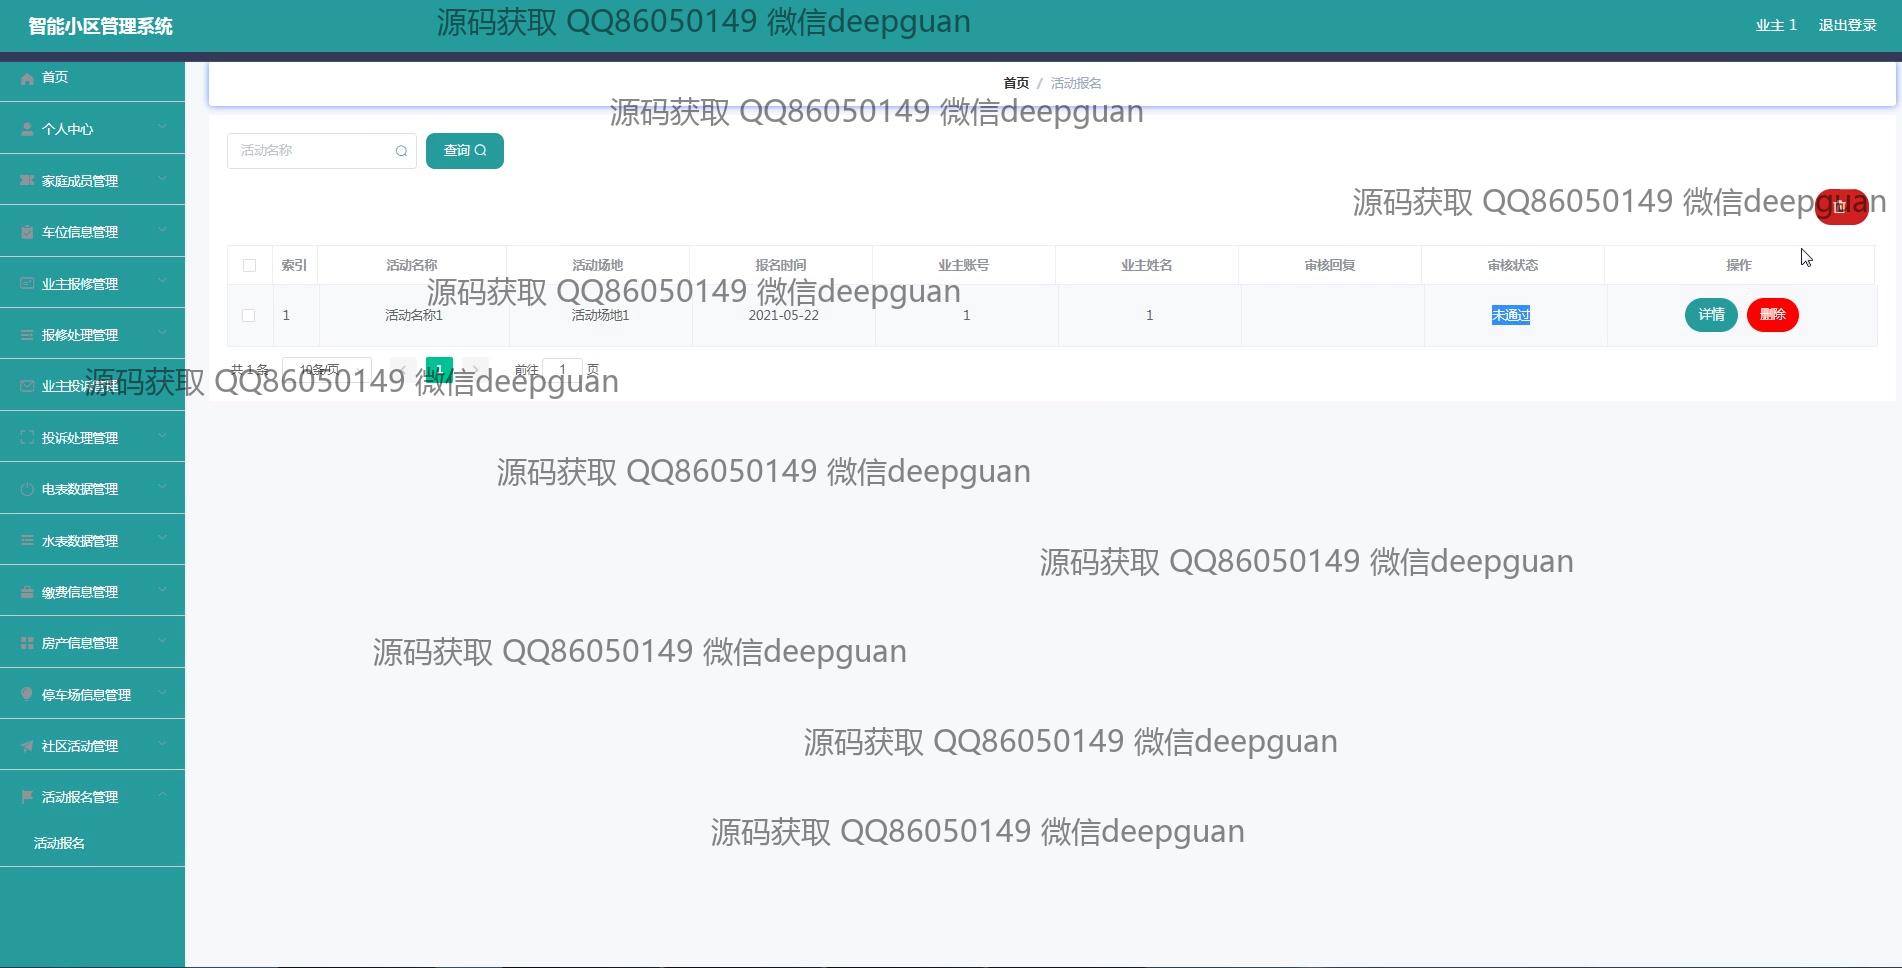 智能小区管理系统
源码获取 QQ86050149 微信deepguan
业主 1
退出登录
首页
个人中心
家庭成员管理
车位信息管理
业主报修管理
报修处理管理
业主投诉管理
投诉处理管理
电表数据管理
水表数据管理
缴费信息管理
房产信息管理
停车场信息管理
社区活动管理
活动报名管理
活动报名
首页 / 活动报名
源码获取 QQ86050149 微信deepguan
活动名称
查询
源码获取 QQ86050149 微信deepguan
索引 活动名称 活动场地 报名时间 业主账号 业主姓名 审核回复 审核状态 操作
源码获取 QQ86050149 微信deepguan
1 活动名称1 活动场地1 2021-05-22 1 1 未通过 详情 删除
共 1 条 10条/页 1 前往 1 页
源码获取 QQ86050149 微信deepguan
源码获取 QQ86050149 微信deepguan
源码获取 QQ86050149 微信deepguan
源码获取 QQ86050149 微信deepguan
源码获取 QQ86050149 微信deepguan
源码获取 QQ86050149 微信deepguan